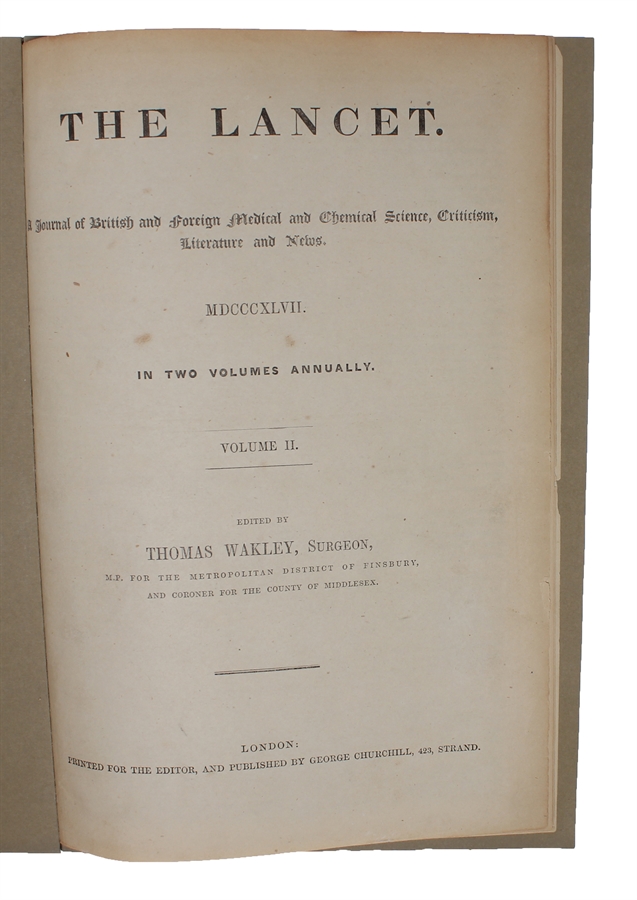 THE LANCET.
A Journal of British and Foreign Medical and Chemical Science, Criticism,
Literature and News.
MDCCCXLVII.
IN TWO VOLUMES ANNUALLY.
VOLUME II.
EDITED BY
THOMAS WAKLEY, SURGEON,
M.P. FOR THE METROPOLITAN DISTRICT OF FINSBURY,
AND CORONER FOR THE COUNTY OF MIDDLESEX.
LONDON:
PRINTED FOR THE EDITOR, AND PUBLISHED BY GEORGE CHURCHILL, 423, STRAND.